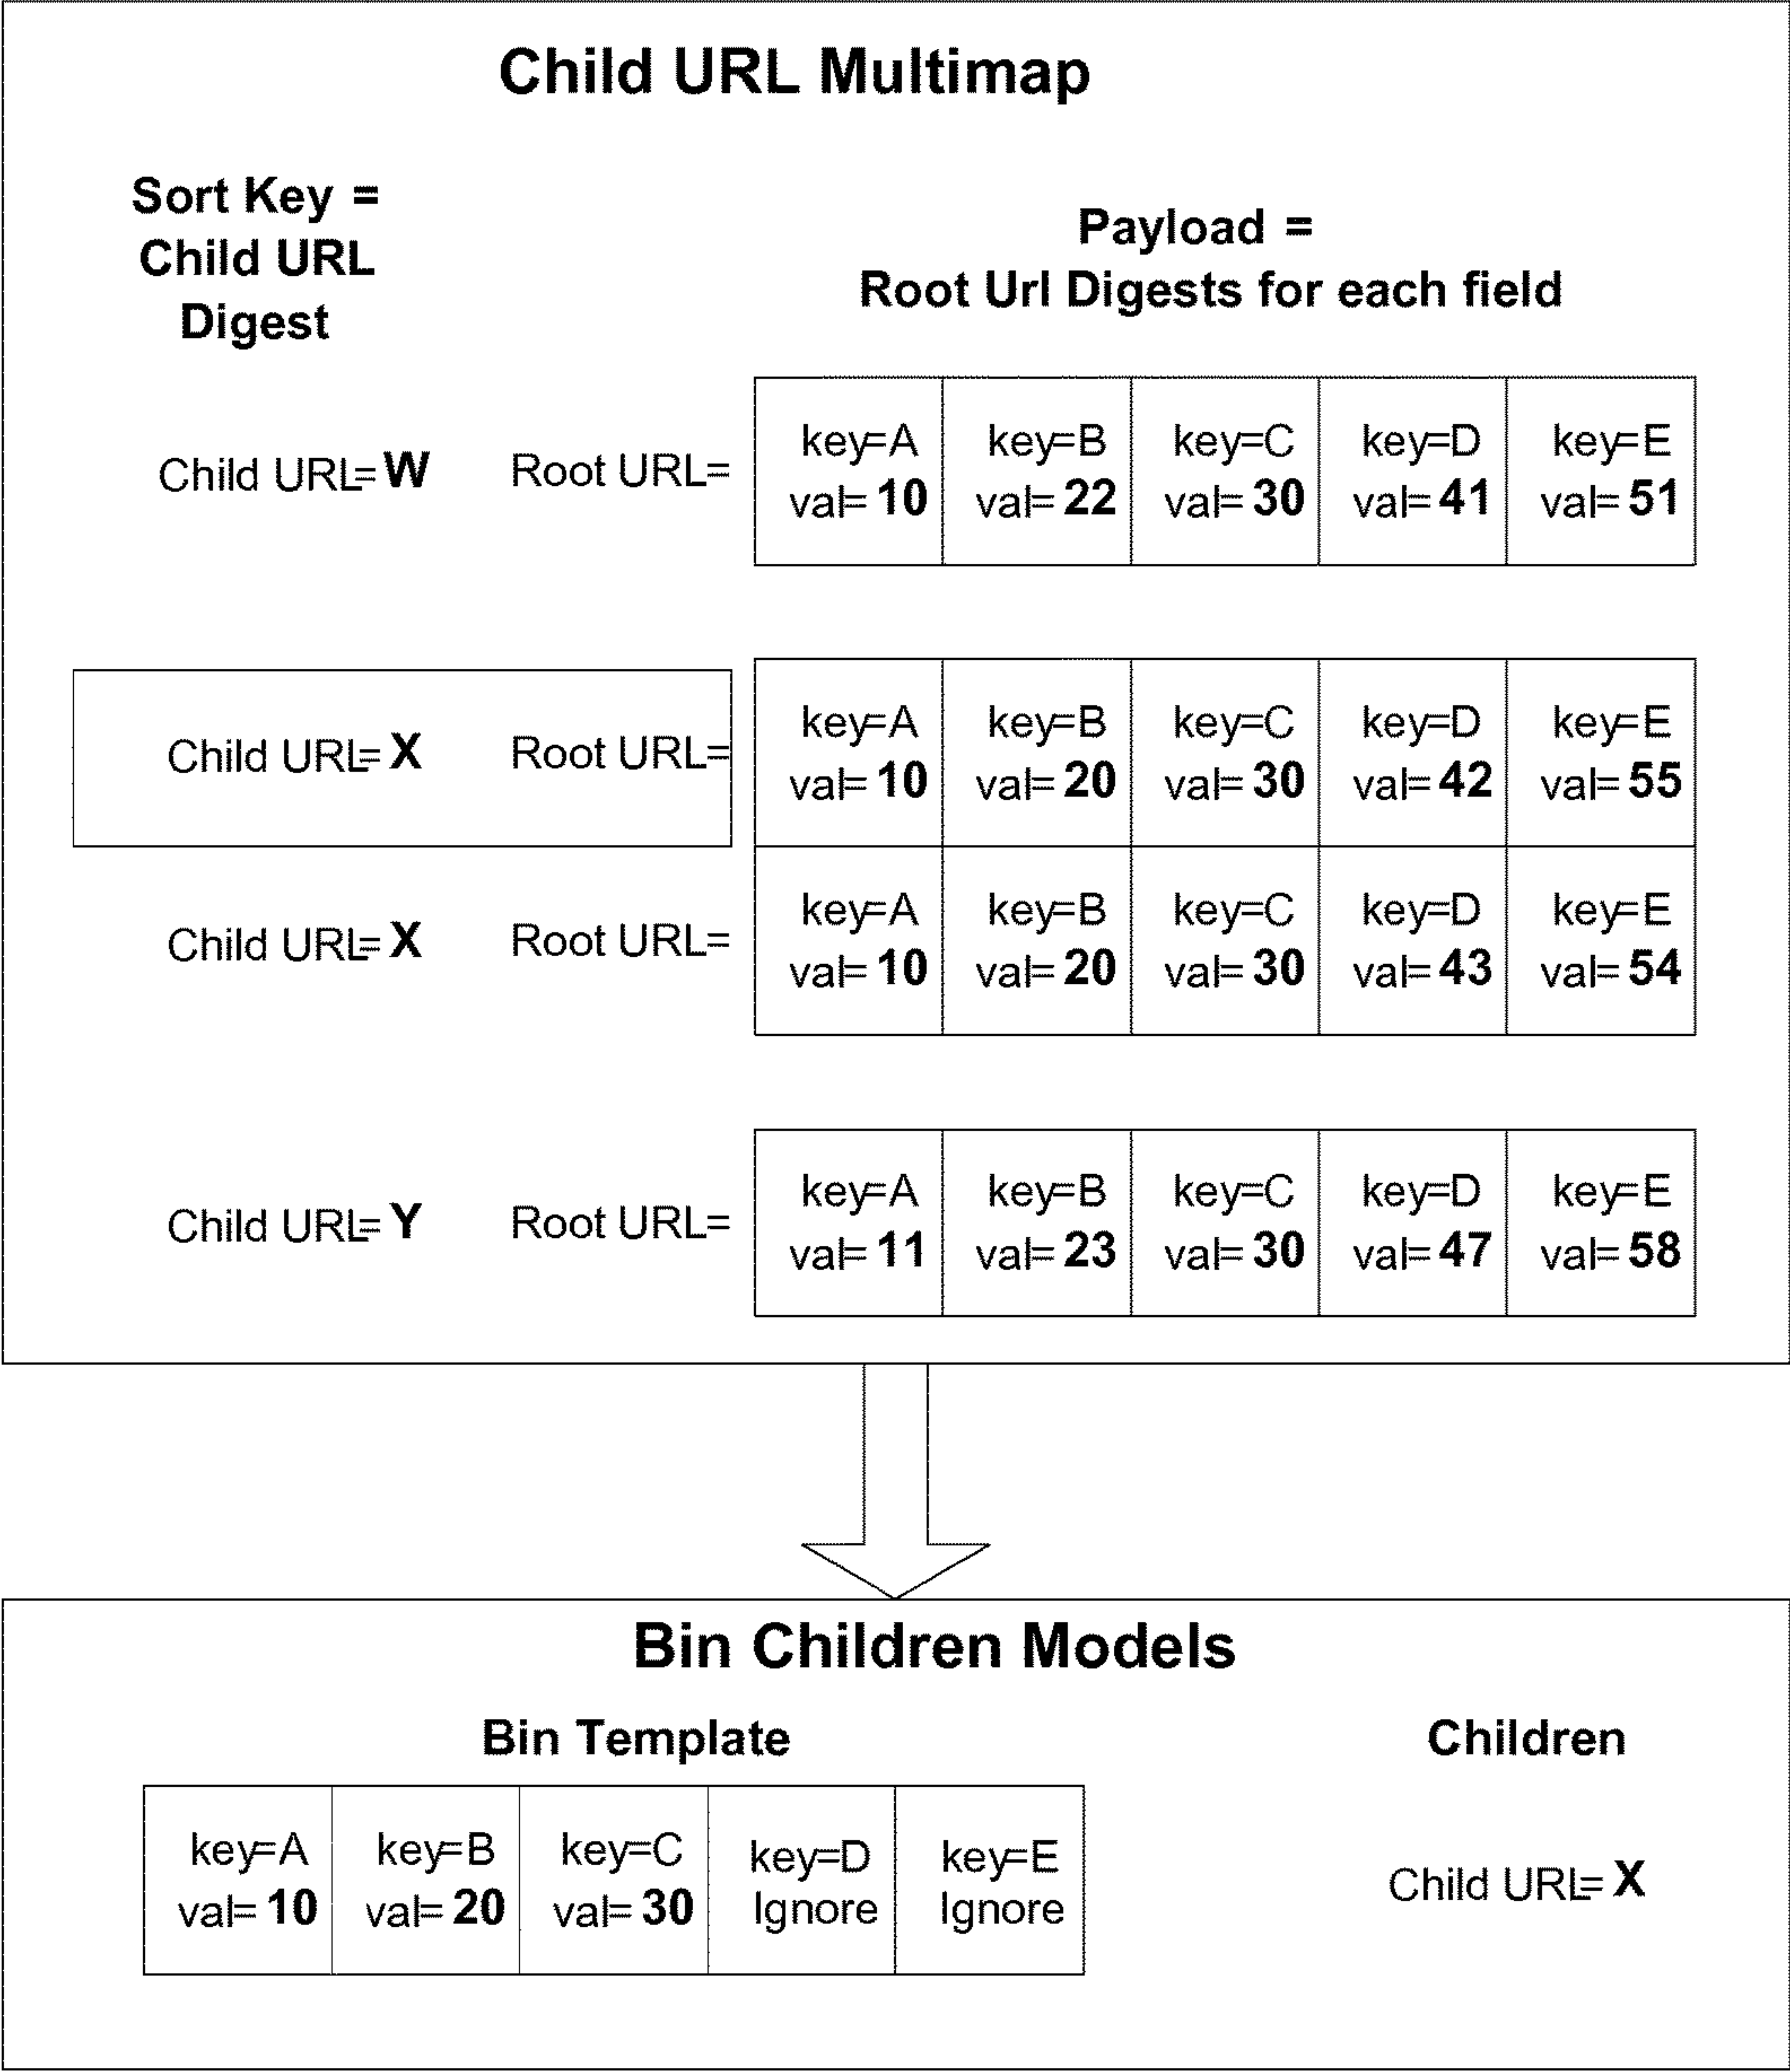 Child URL Multimap
Sort Key =
Child URL
Digest
Payload =
Root Url Digests for each field
Child URL= W Root URL=
key=A key=B key=C key=D key=E
val= 10 val= 22 val= 30 val= 41 val= 51
Child URL= X Root URL=
key=A key=B key=C key=D key=E
val= 10 val= 20 val= 30 val= 42 val= 55
Child URL= X Root URL=
key=A key=B key=C key=D key=E
val= 10 val= 20 val= 30 val= 43 val= 54
Child URL= Y Root URL=
key=A key=B key=C key=D key=E
val= 11 val= 23 val= 30 val= 47 val= 58
Bin Children Models
Bin Template
key=A key=B key=C key=D key=E
val= 10 val= 20 val= 30 Ignore Ignore
Children
Child URL= X